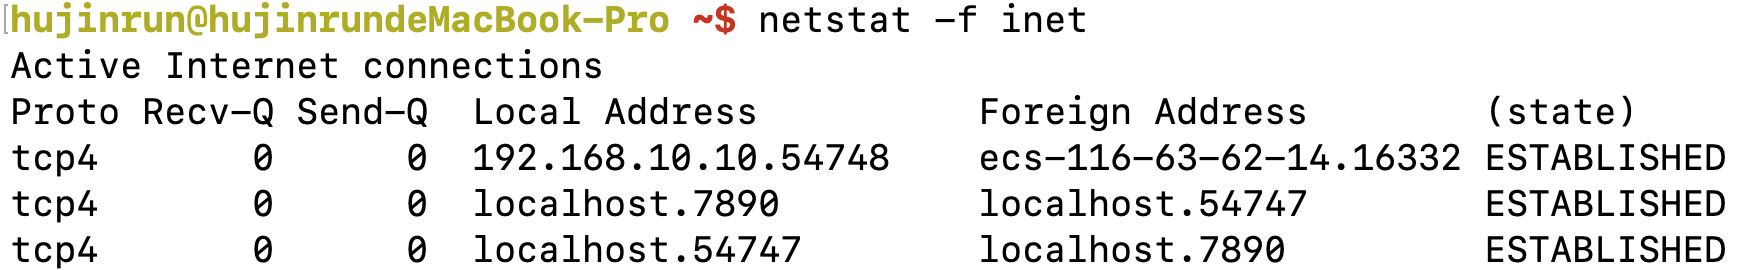 hujinrun@hujinrundeMacBook-Pro ~$ netstat -f inet
Active Internet connections
Proto Recv-Q Send-Q  Local Address          Foreign Address        (state)
tcp4       0      0  192.168.10.10.54748    ecs-116-63-62-14.16332 ESTABLISHED
tcp4       0      0  localhost.7890         localhost.54747        ESTABLISHED
tcp4       0      0  localhost.54747        localhost.7890         ESTABLISHED